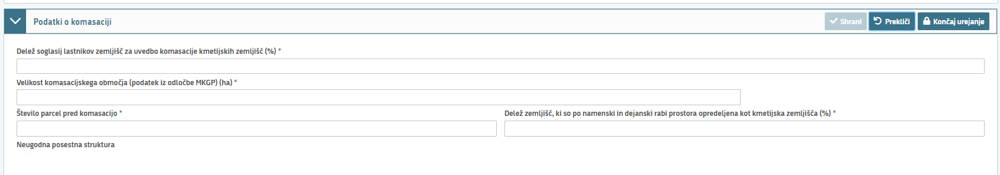 Podatki o komasaciji
Shrani Prekliči Končaj urejanje
Delež soglasij lastnikov zemljišč za uvedbo komasacije kmetijskih zemljišč (%) *
Velikost komasacijskega območja (podatek iz odločbe MKGP) (ha) *
Število parcel pred komasacijo *
Delež zemljišč, ki so po namenski in dejanski rabi prostora opredeljena kot kmetijska zemljišča (%) *
Neugodna posestna struktura